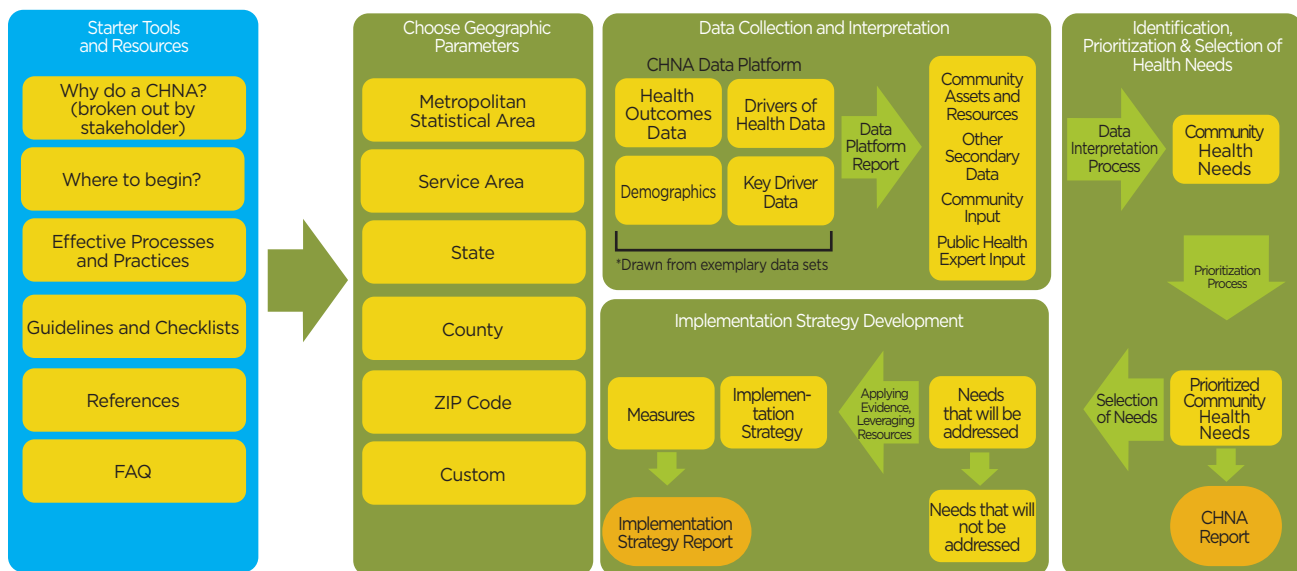 Starter Tools
and Resources
Why do a CHNA?
(broken out by
stakeholder)
Where to begin?
Effective Processes
and Practices
Guidelines and Checklists
References
FAQ
Choose Geographic
Parameters
Metropolitan
Statistical Area
Service Area
State
County
ZIP Code
Custom
Data Collection and Interpretation
CHNA Data Platform
Health
Outcomes
Data
Drivers of
Health Data
Demographics
Key Driver
Data
*Drawn from exemplary data sets
Data
Platform
Report
Community
Assets and
Resources
Other
Secondary
Data
Community
Input
Public Health
Expert Input
Identification,
Prioritization & Selection of
Health Needs
Data
Interpretation
Process
Community
Health
Needs
Prioritization
Process
Prioritized
Community
Health
Needs
CHNA
Report
Selection
of Needs
Implementation Strategy Development
Needs
that will be
addressed
Needs that will
not be
addressed
Applying
Evidence,
Leveraging
Resources
Implemen-
tation
Strategy
Measures
Implementation
Strategy Report